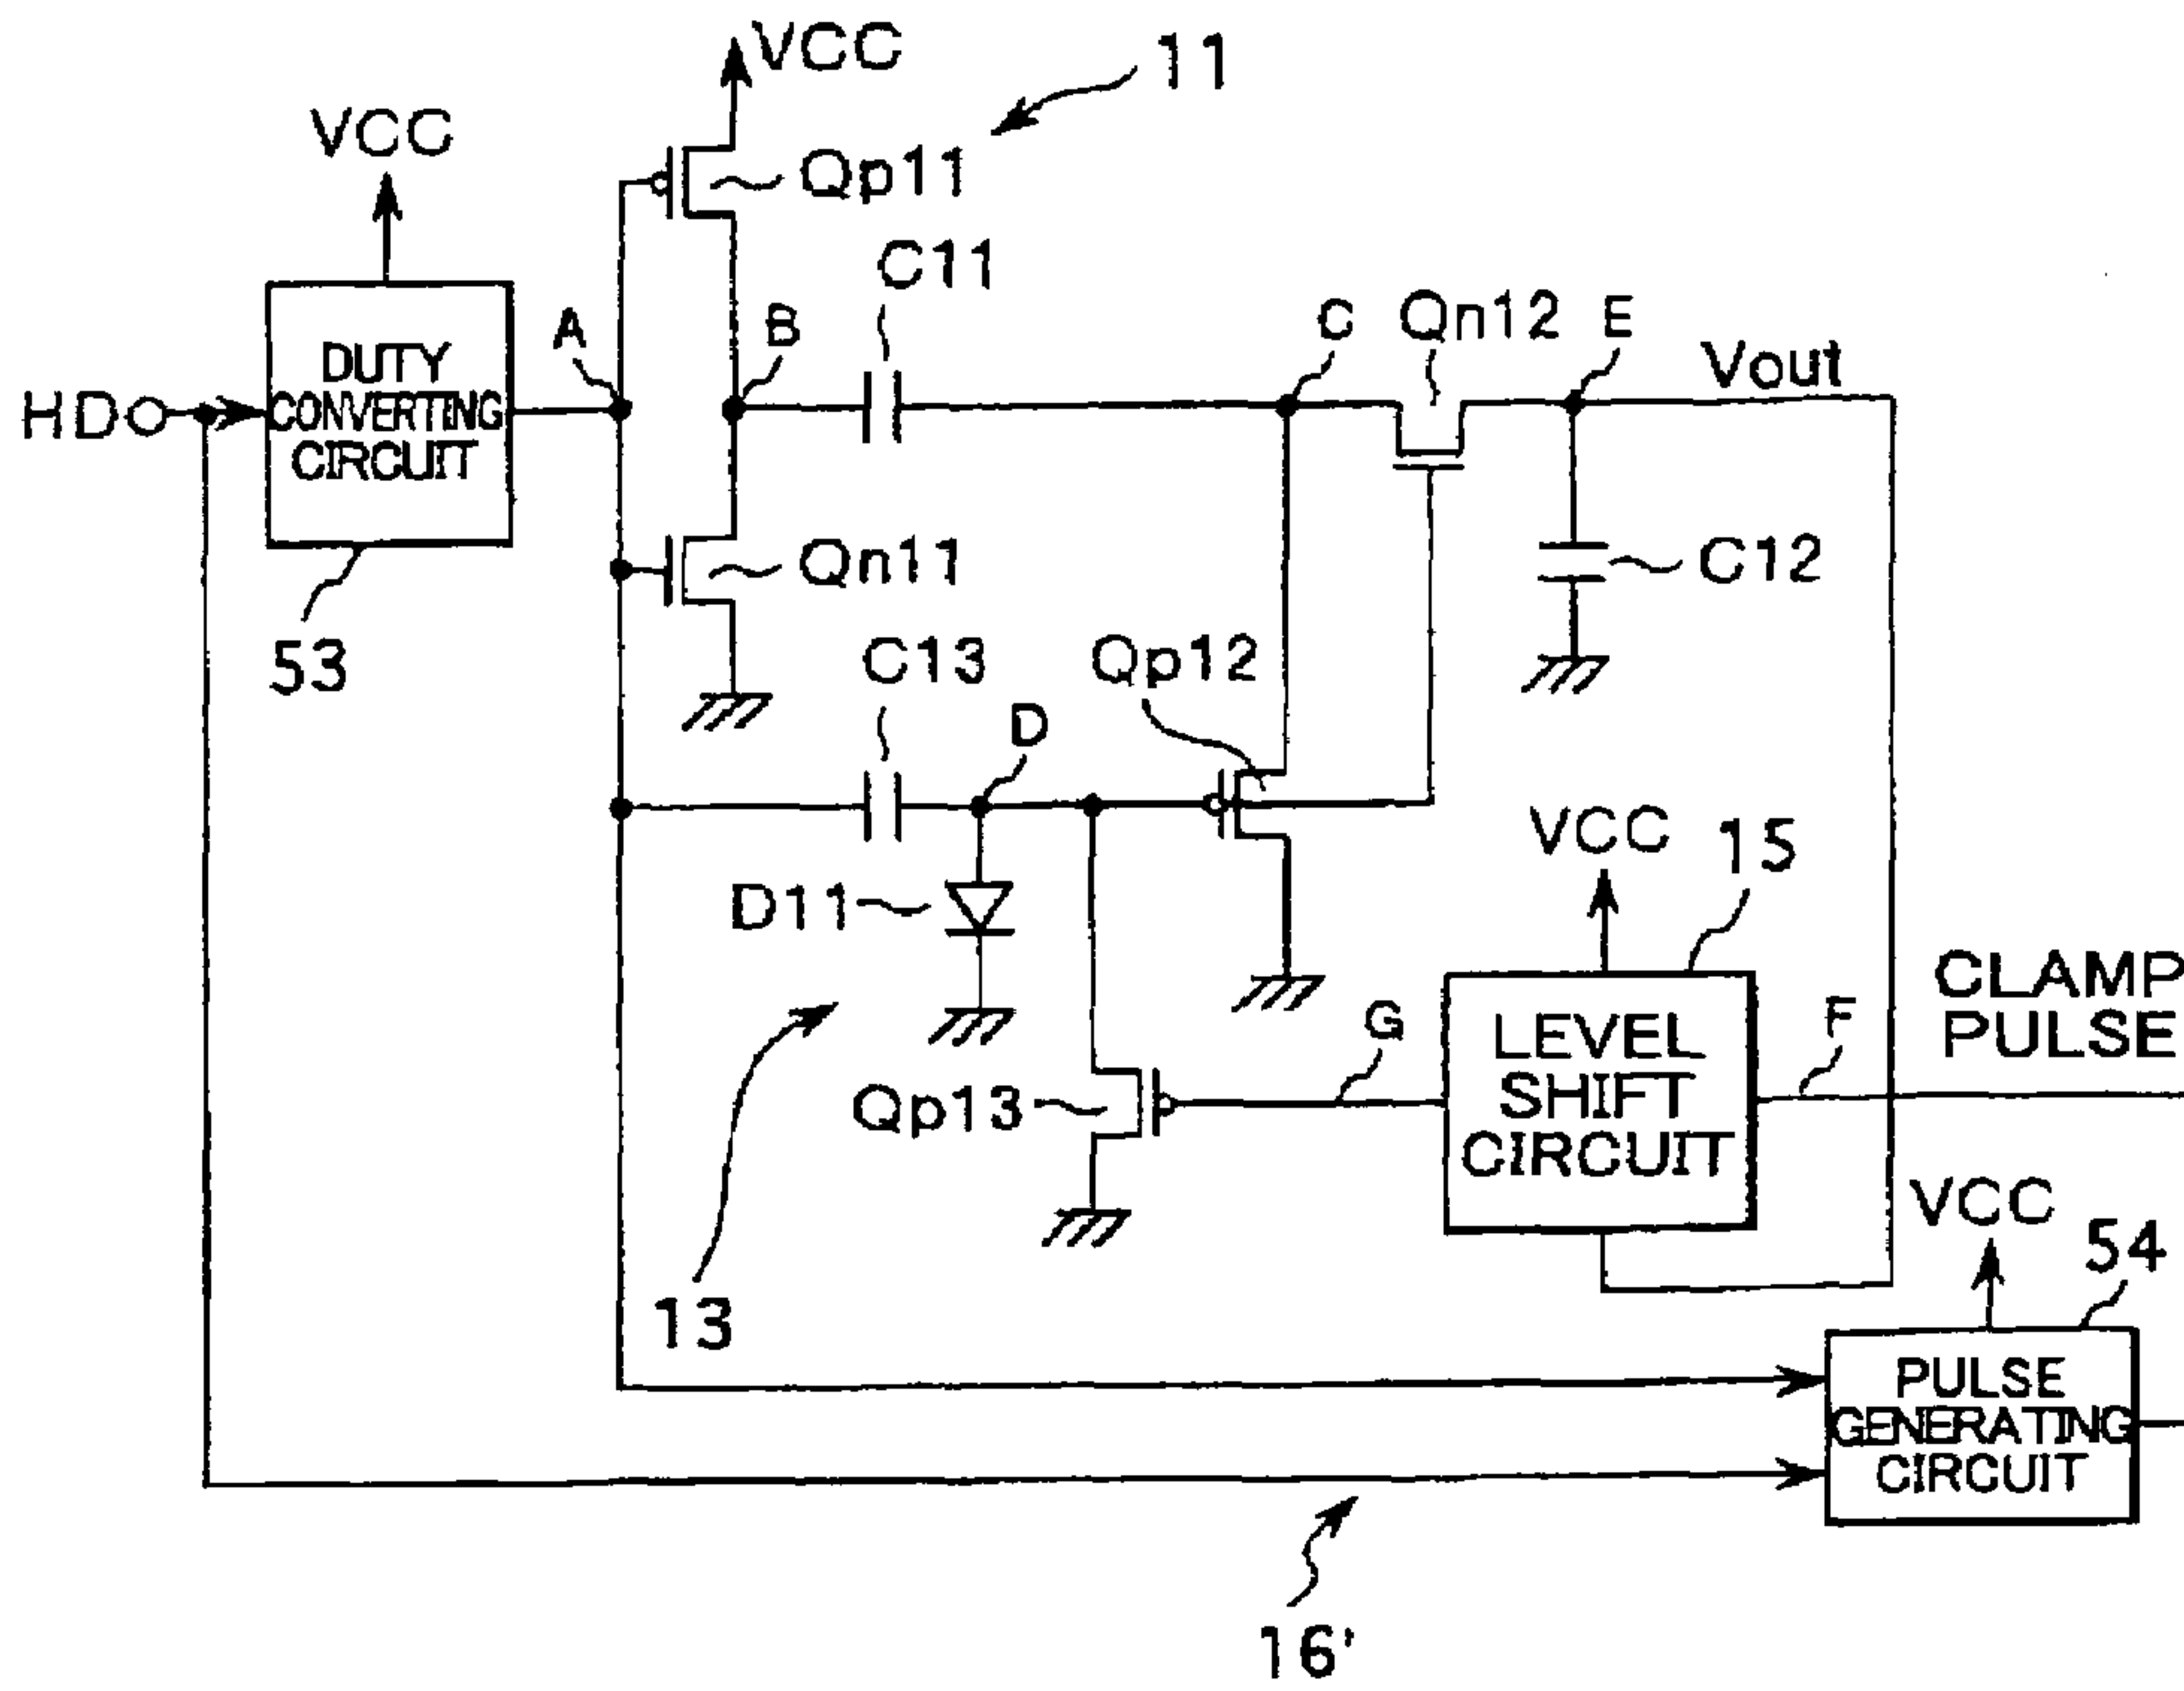 VCC
11
VCC
Qp11
C11
A
B
C
Qn12
E
Vout
HD
DUTY
CONVERTING
CIRCUIT
Qn11
C12
53
C13
Qp12
D
VCC
15
D11
CLAMP
PULSE
G
LEVEL
SHIFT
CIRCUIT
F
Qp13
VCC
54
13
PULSE
GENERATING
CIRCUIT
16'